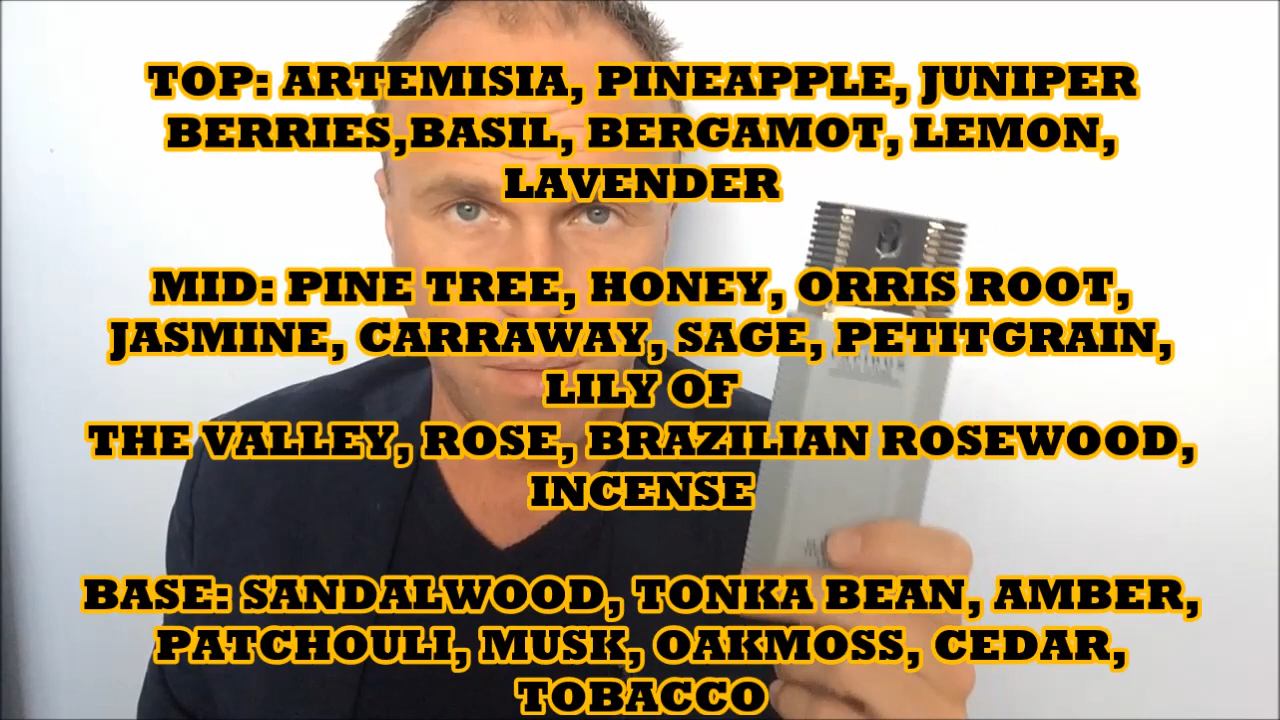 TOP: ARTEMISIA, PINEAPPLE, JUNIPER
BERRIES,BASIL, BERGAMOT, LEMON,
LAVENDER
MID: PINE TREE, HONEY, ORRIS ROOT,
JASMINE, CARRAWAY, SAGE, PETITGRAIN,
LILY OF
THE VALLEY, ROSE, BRAZILIAN ROSEWOOD,
INCENSE
BASE: SANDALWOOD, TONKA BEAN, AMBER,
PATCHOULI, MUSK, OAKMOSS, CEDAR,
TOBACCO